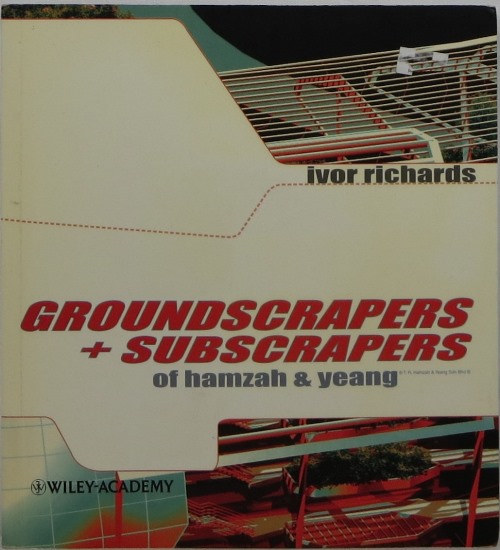 ivor richards
GROUNDSCRAPERS
+ SUBSCRAPERS
of hamzah & yeang
WILEY-ACADEMY